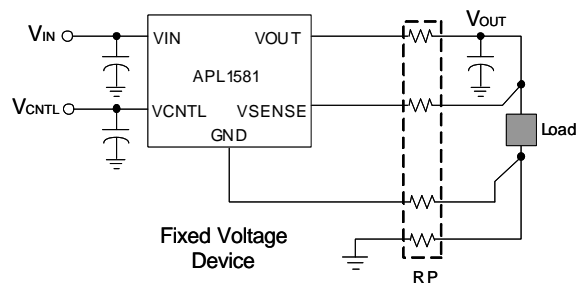 VIN
VIN
VOUT
VOUT
APL1581
VCNTL
VCNTL
VSENSE
GND
Load
Fixed Voltage
Device
RP